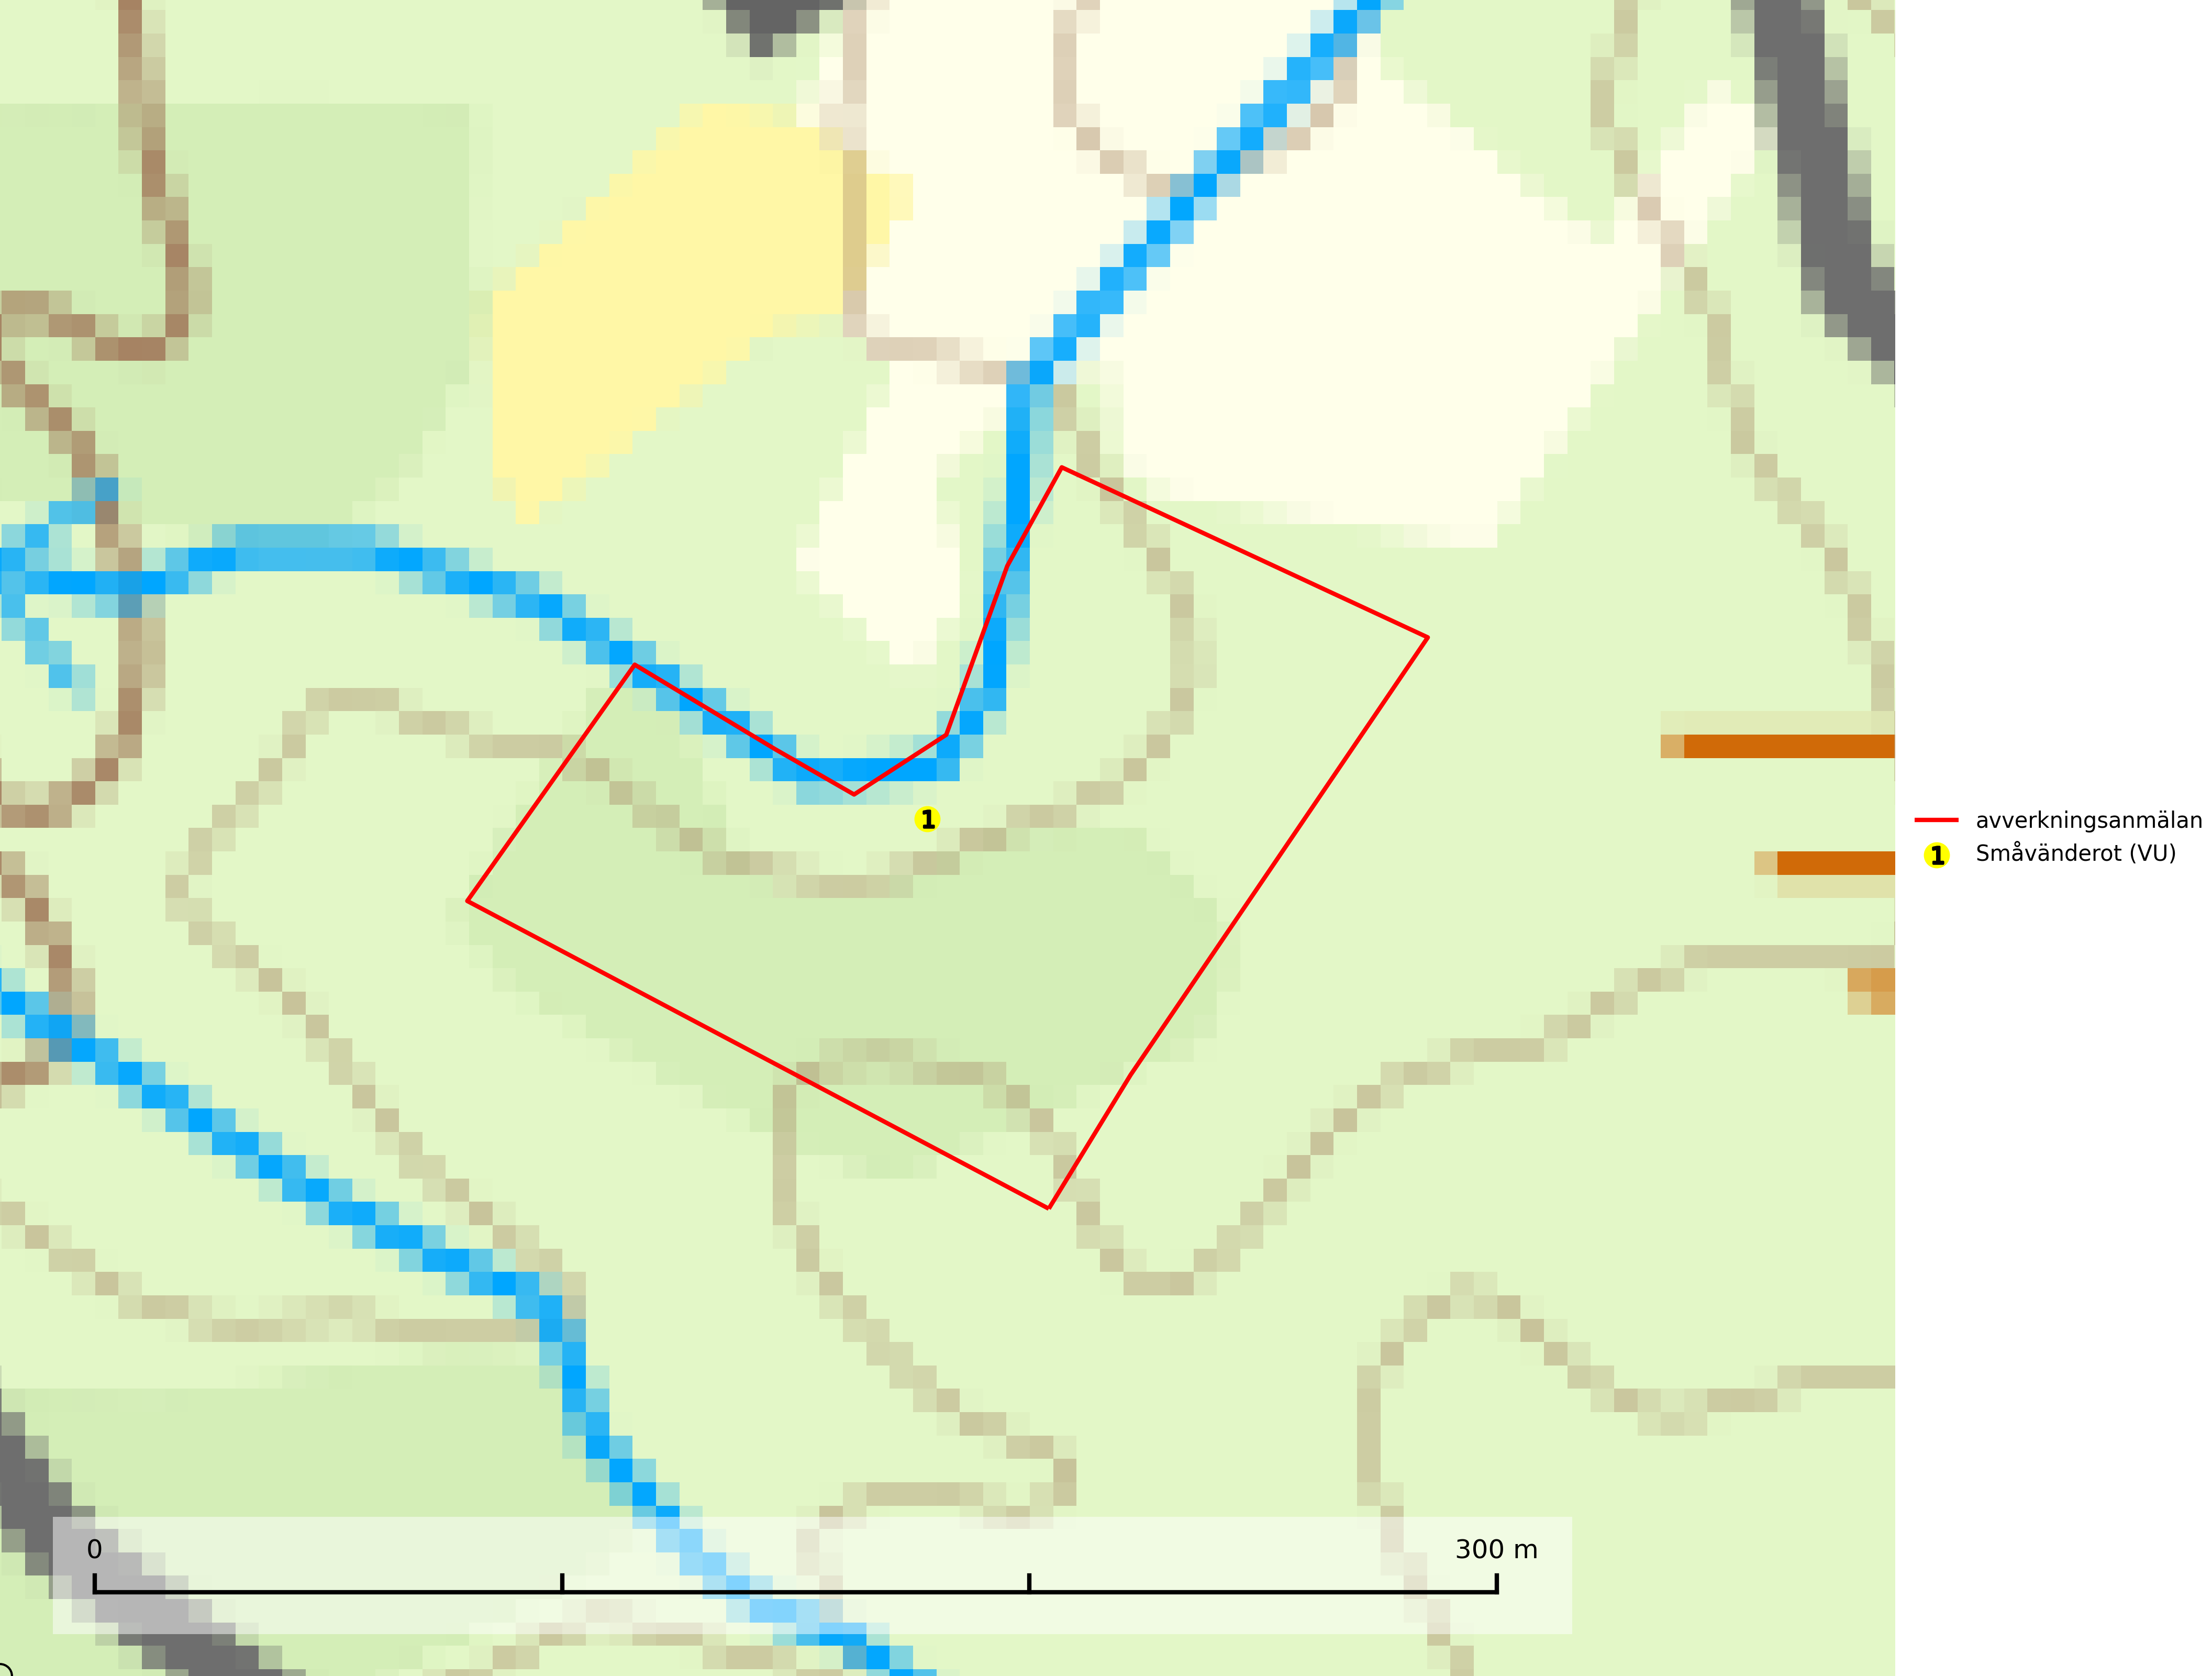 1
avverkningsanmälan
1 Småvänderot (VU)
0 300 m